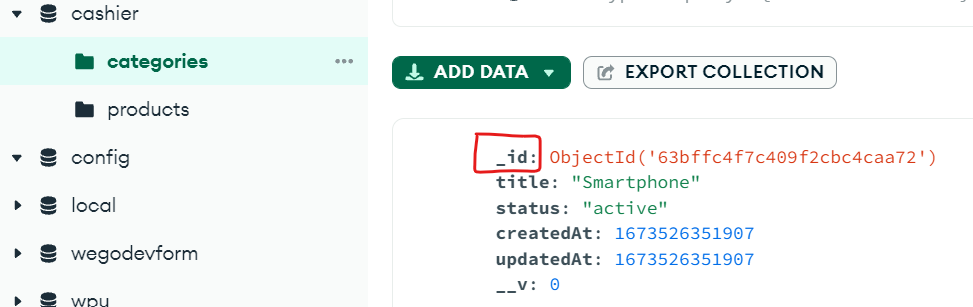 cashier
categories
products
config
local
wegodevform
wpu
ADD DATA
EXPORT COLLECTION
_id: ObjectId('63bffc4f7c409f2cbc4caa72')
title: "Smartphone"
status: "active"
createdAt: 1673526351907
updatedAt: 1673526351907
__v: 0